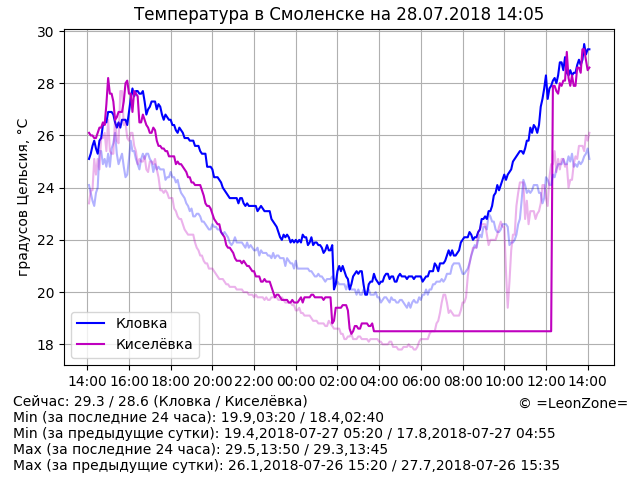 Температура в Смоленске на 28.07.2018 14:05
градусов Цельсия, °C
30
28
26
24
22
20
18
Кловка
Киселёвка
14:00 16:00 18:00 20:00 22:00 00:00 02:00 04:00 06:00 08:00 10:00 12:00 14:00
Сейчас: 29.3 / 28.6 (Кловка / Киселёвка)
© =LeonZone=
Min (за последние 24 часа): 19.9,03:20 / 18.4,02:40
Min (за предыдущие сутки): 19.4,2018-07-27 05:20 / 17.8,2018-07-27 04:55
Max (за последние 24 часа): 29.5,13:50 / 29.3,13:45
Max (за предыдущие сутки): 26.1,2018-07-26 15:20 / 27.7,2018-07-26 15:35